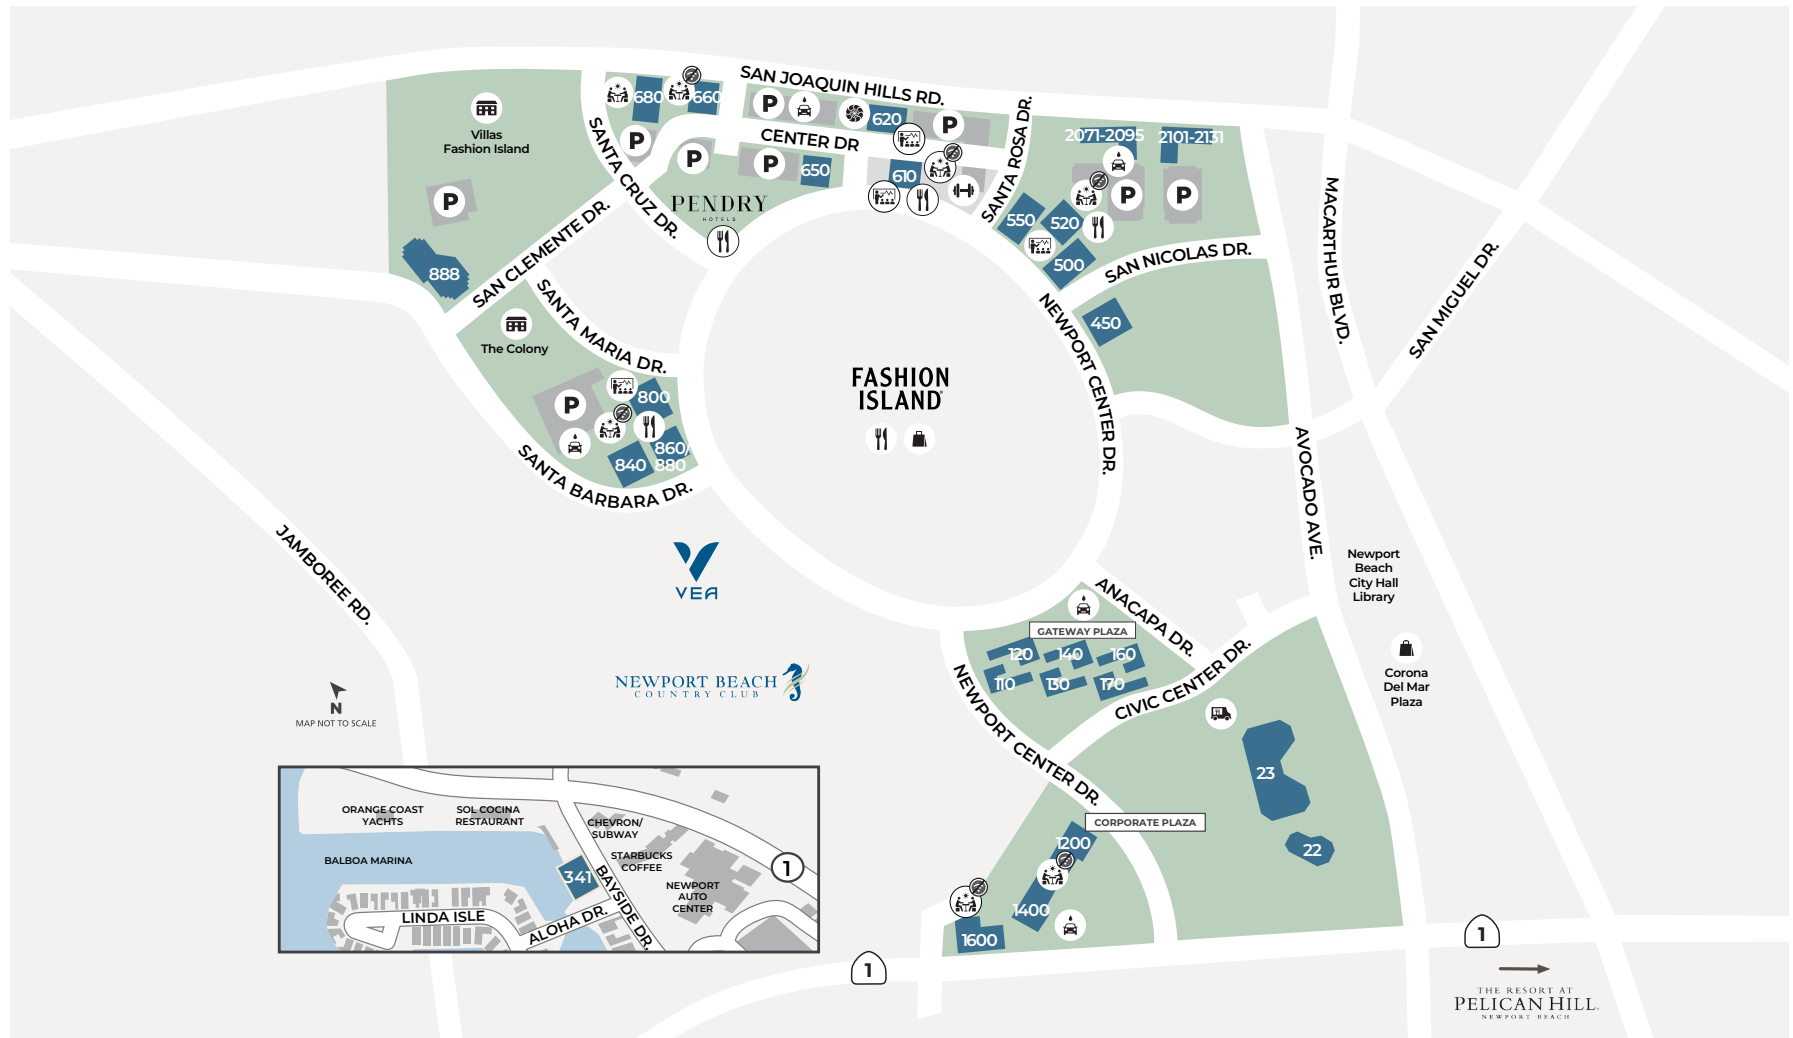 SAN JOAQUIN HILLS RD.
680
660
P
620
P
Villas
Fashion Island
SANTA CRUZ DR.
P
P
CENTER DR
P
650
610
SANTA ROSA DR.
2071-2095
2101-2131
P
P
P
PENDRY
HOTELS
550
520
500
SAN NICOLAS DR.
MACARTHUR BLVD.
SAN MIGUEL DR.
888
SAN CLEMENTE DR.
SANTA MARIA DR.
The Colony
NEWPORT CENTER DR.
450
FASHION
ISLAND
P
800
860/
880
840
SANTA BARBARA DR.
AVOCADO AVE.
JAMBOREE RD.
VEA
Newport
Beach
City Hall
Library
ANACAPA DR.
GATEWAY PLAZA
120
140
160
110
130
170
CIVIC CENTER DR.
NEWPORT BEACH
COUNTRY CLUB
Corona
Del Mar
Plaza
N
MAP NOT TO SCALE
NEWPORT CENTER DR.
23
22
CORPORATE PLAZA
1200
1400
1600
ORANGE COAST
YACHTS
SOL COCINA
RESTAURANT
CHEVRON/
SUBWAY
BALBOA MARINA
STARBUCKS
COFFEE
341
BAYSIDE DR.
NEWPORT
AUTO
CENTER
1
LINDA ISLE
ALOHA DR.
1
1
THE RESORT AT
PELICAN HILL
NEWPORT BEACH